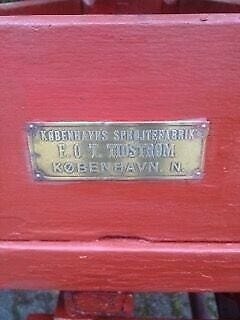 KØBENHAVNS SPRØJTEFABRIK
F. O. T. TIDSTRØM
KØBENHAVN. N.